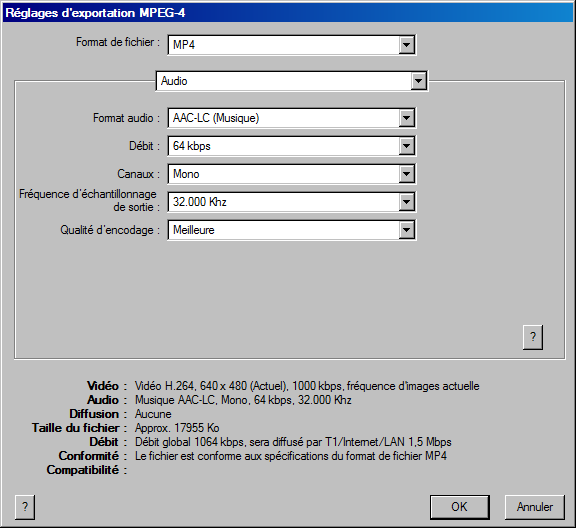 Réglages d'exportation MPEG-4
Format de fichier : MP4
Audio
Format audio : AAC-LC (Musique)
Débit : 64 kbps
Canaux : Mono
Fréquence d'échantillonnage
de sortie : 32.000 Khz
Qualité d'encodage : Meilleure
?
Vidéo : Vidéo H.264, 640 x 480 (Actuel), 1000 kbps, fréquence d'images actuelle
Audio : Musique AAC-LC, Mono, 64 kbps, 32.000 Khz
Diffusion : Aucune
Taille du fichier : Approx. 17955 Ko
Débit : Débit global 1064 kbps, sera diffusé par T1/Internet/LAN 1,5 Mbps
Conformité : Le fichier est conforme aux spécifications du format de fichier MP4
Compatibilité :
? OK Annuler